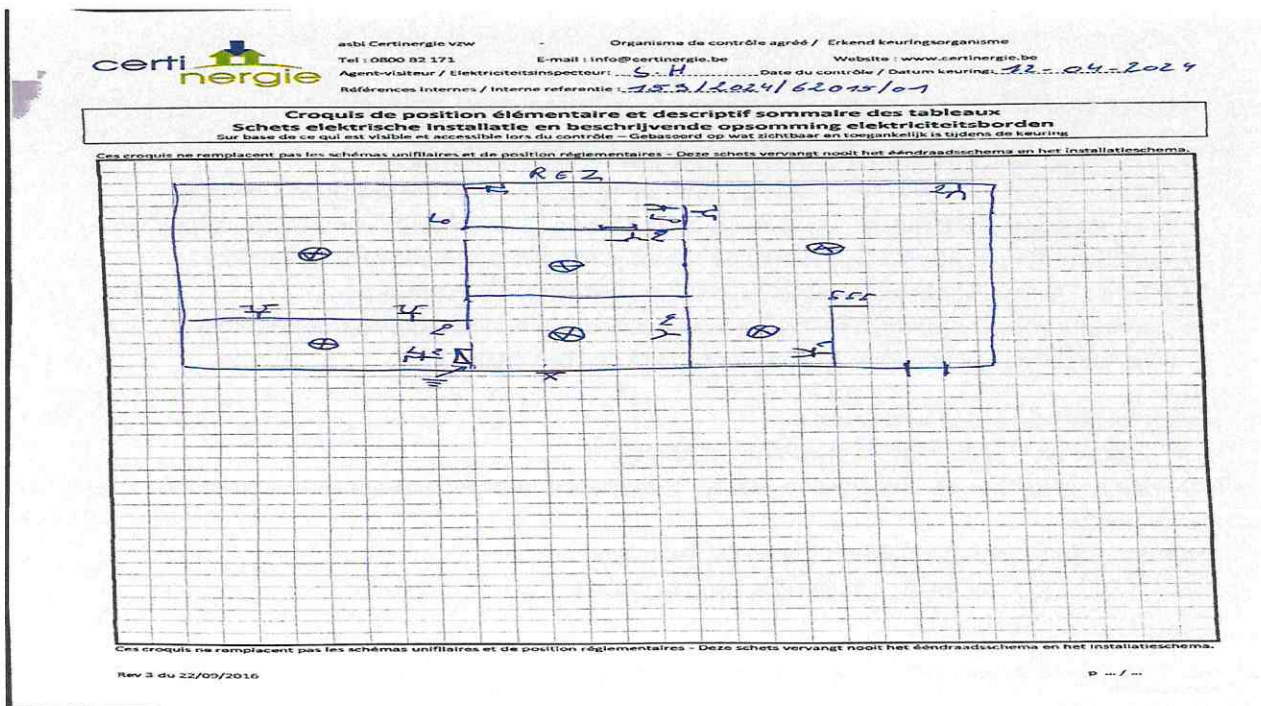 certinergie
asbl Certinergie vzw Organisme de contrôle agréé / Erkend keuringsorganisme
Tel : 0800 82 171 E-mail : info@certinergie.be Website : www.certinergie.be
Agent-visiteur / Elektriciteitsinspecteur : S.H Date du contrôle / Datum keuring : 12-04-2024
Références internes / Interne referentie : 153/2024/62015/01
Croquis de position élémentaire et descriptif sommaire des tableaux
Schets elektrische installatie en beschrijvende opsomming elektriciteitsborden
Sur base de ce qui est visible et accessible lors du contrôle – Gebaseerd op wat zichtbaar en toegankelijk is tijdens de keuring
Ces croquis ne remplacent pas les schémas unifilaires et de position réglementaires - Deze schets vervangt nooit het ééndraadsschema en het installatieschema.
REZ
Ces croquis ne remplacent pas les schémas unifilaires et de position réglementaires - Deze schets vervangt nooit het ééndraadsschema en het installatieschema.
Rev 3 du 22/09/2016 P .../ ...